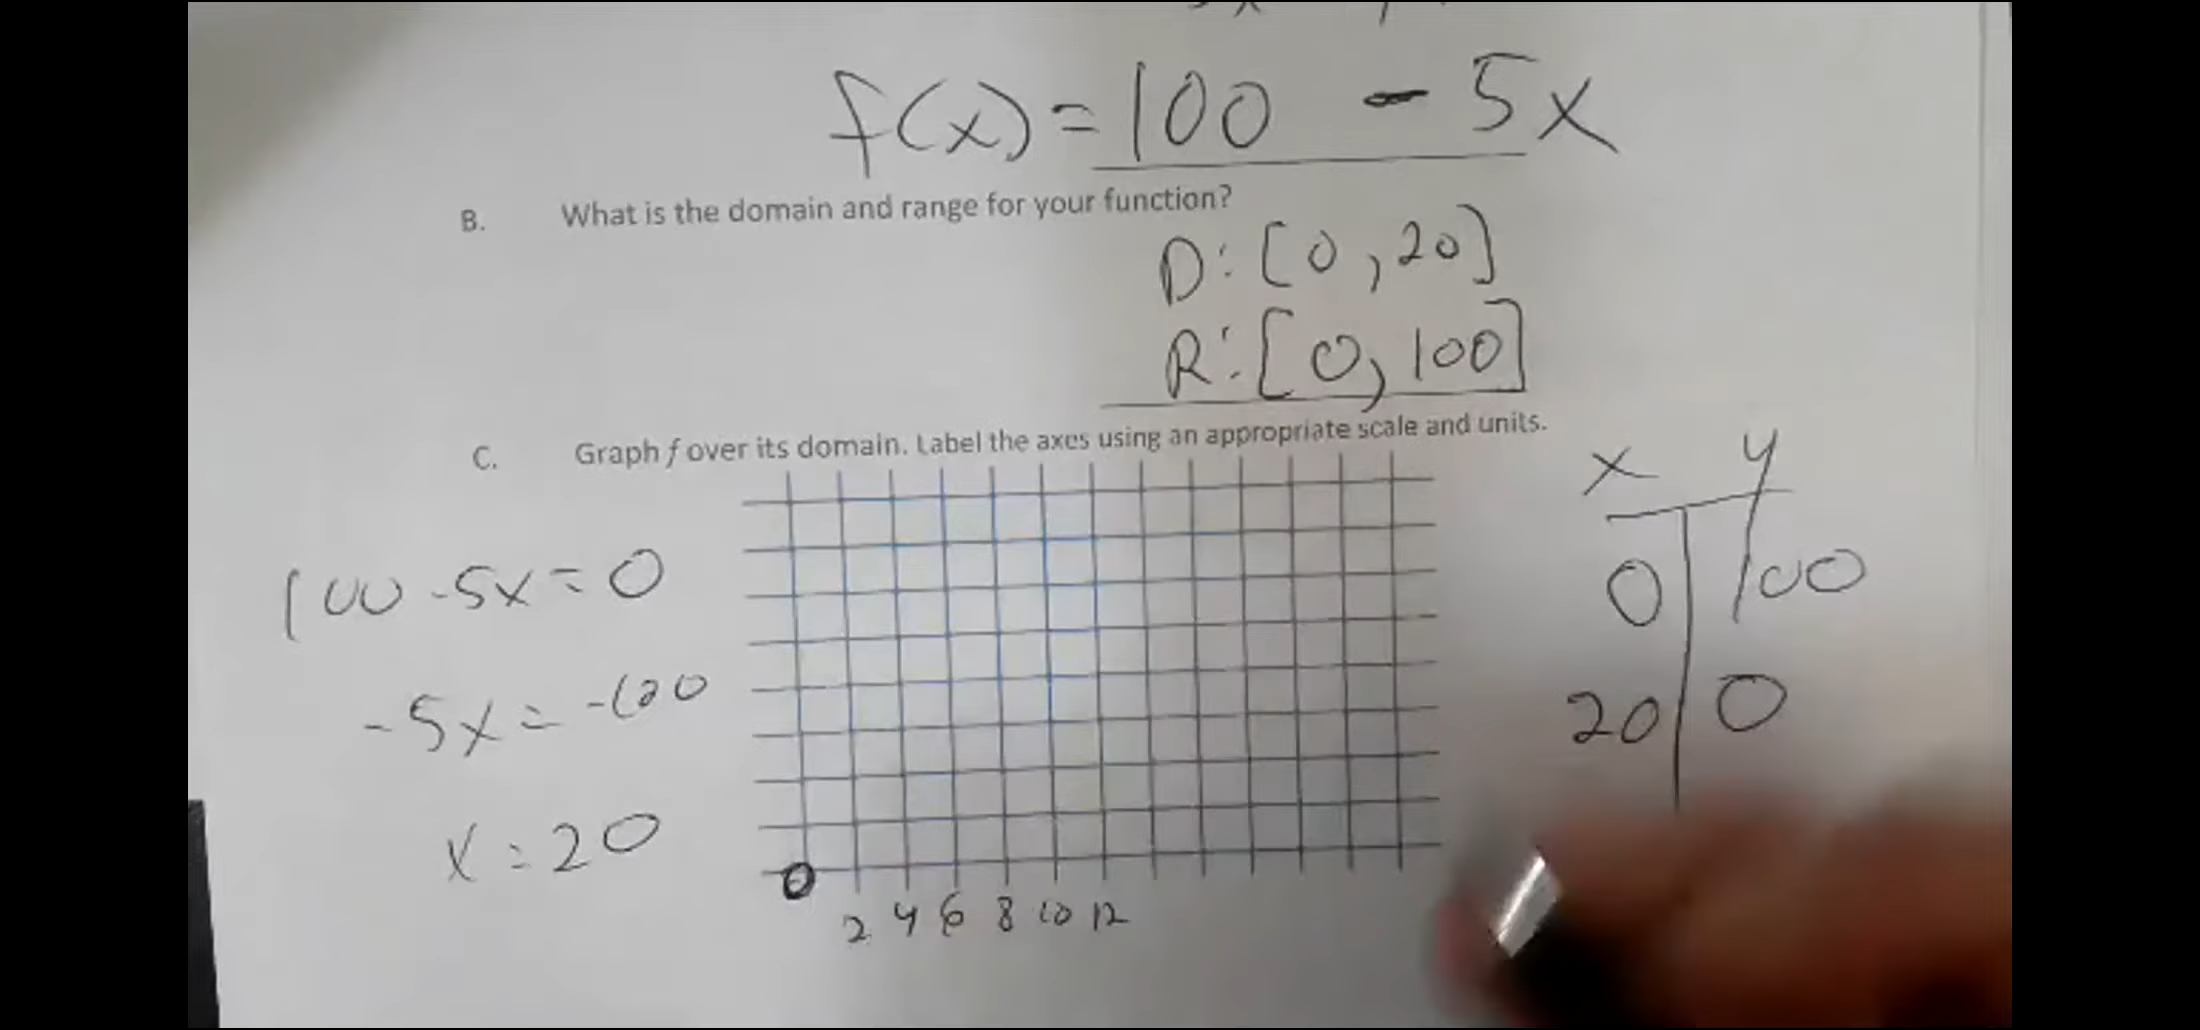 f(x) = 100 - 5x
B. What is the domain and range for your function?
D: [0, 20]
R: [0, 100]
C. Graph f over its domain. Label the axes using an appropriate scale and units.
x y
0 100
20 0
100 - 5x = 0
-5x = -100
x = 20
0
2 4 6 8 10 12